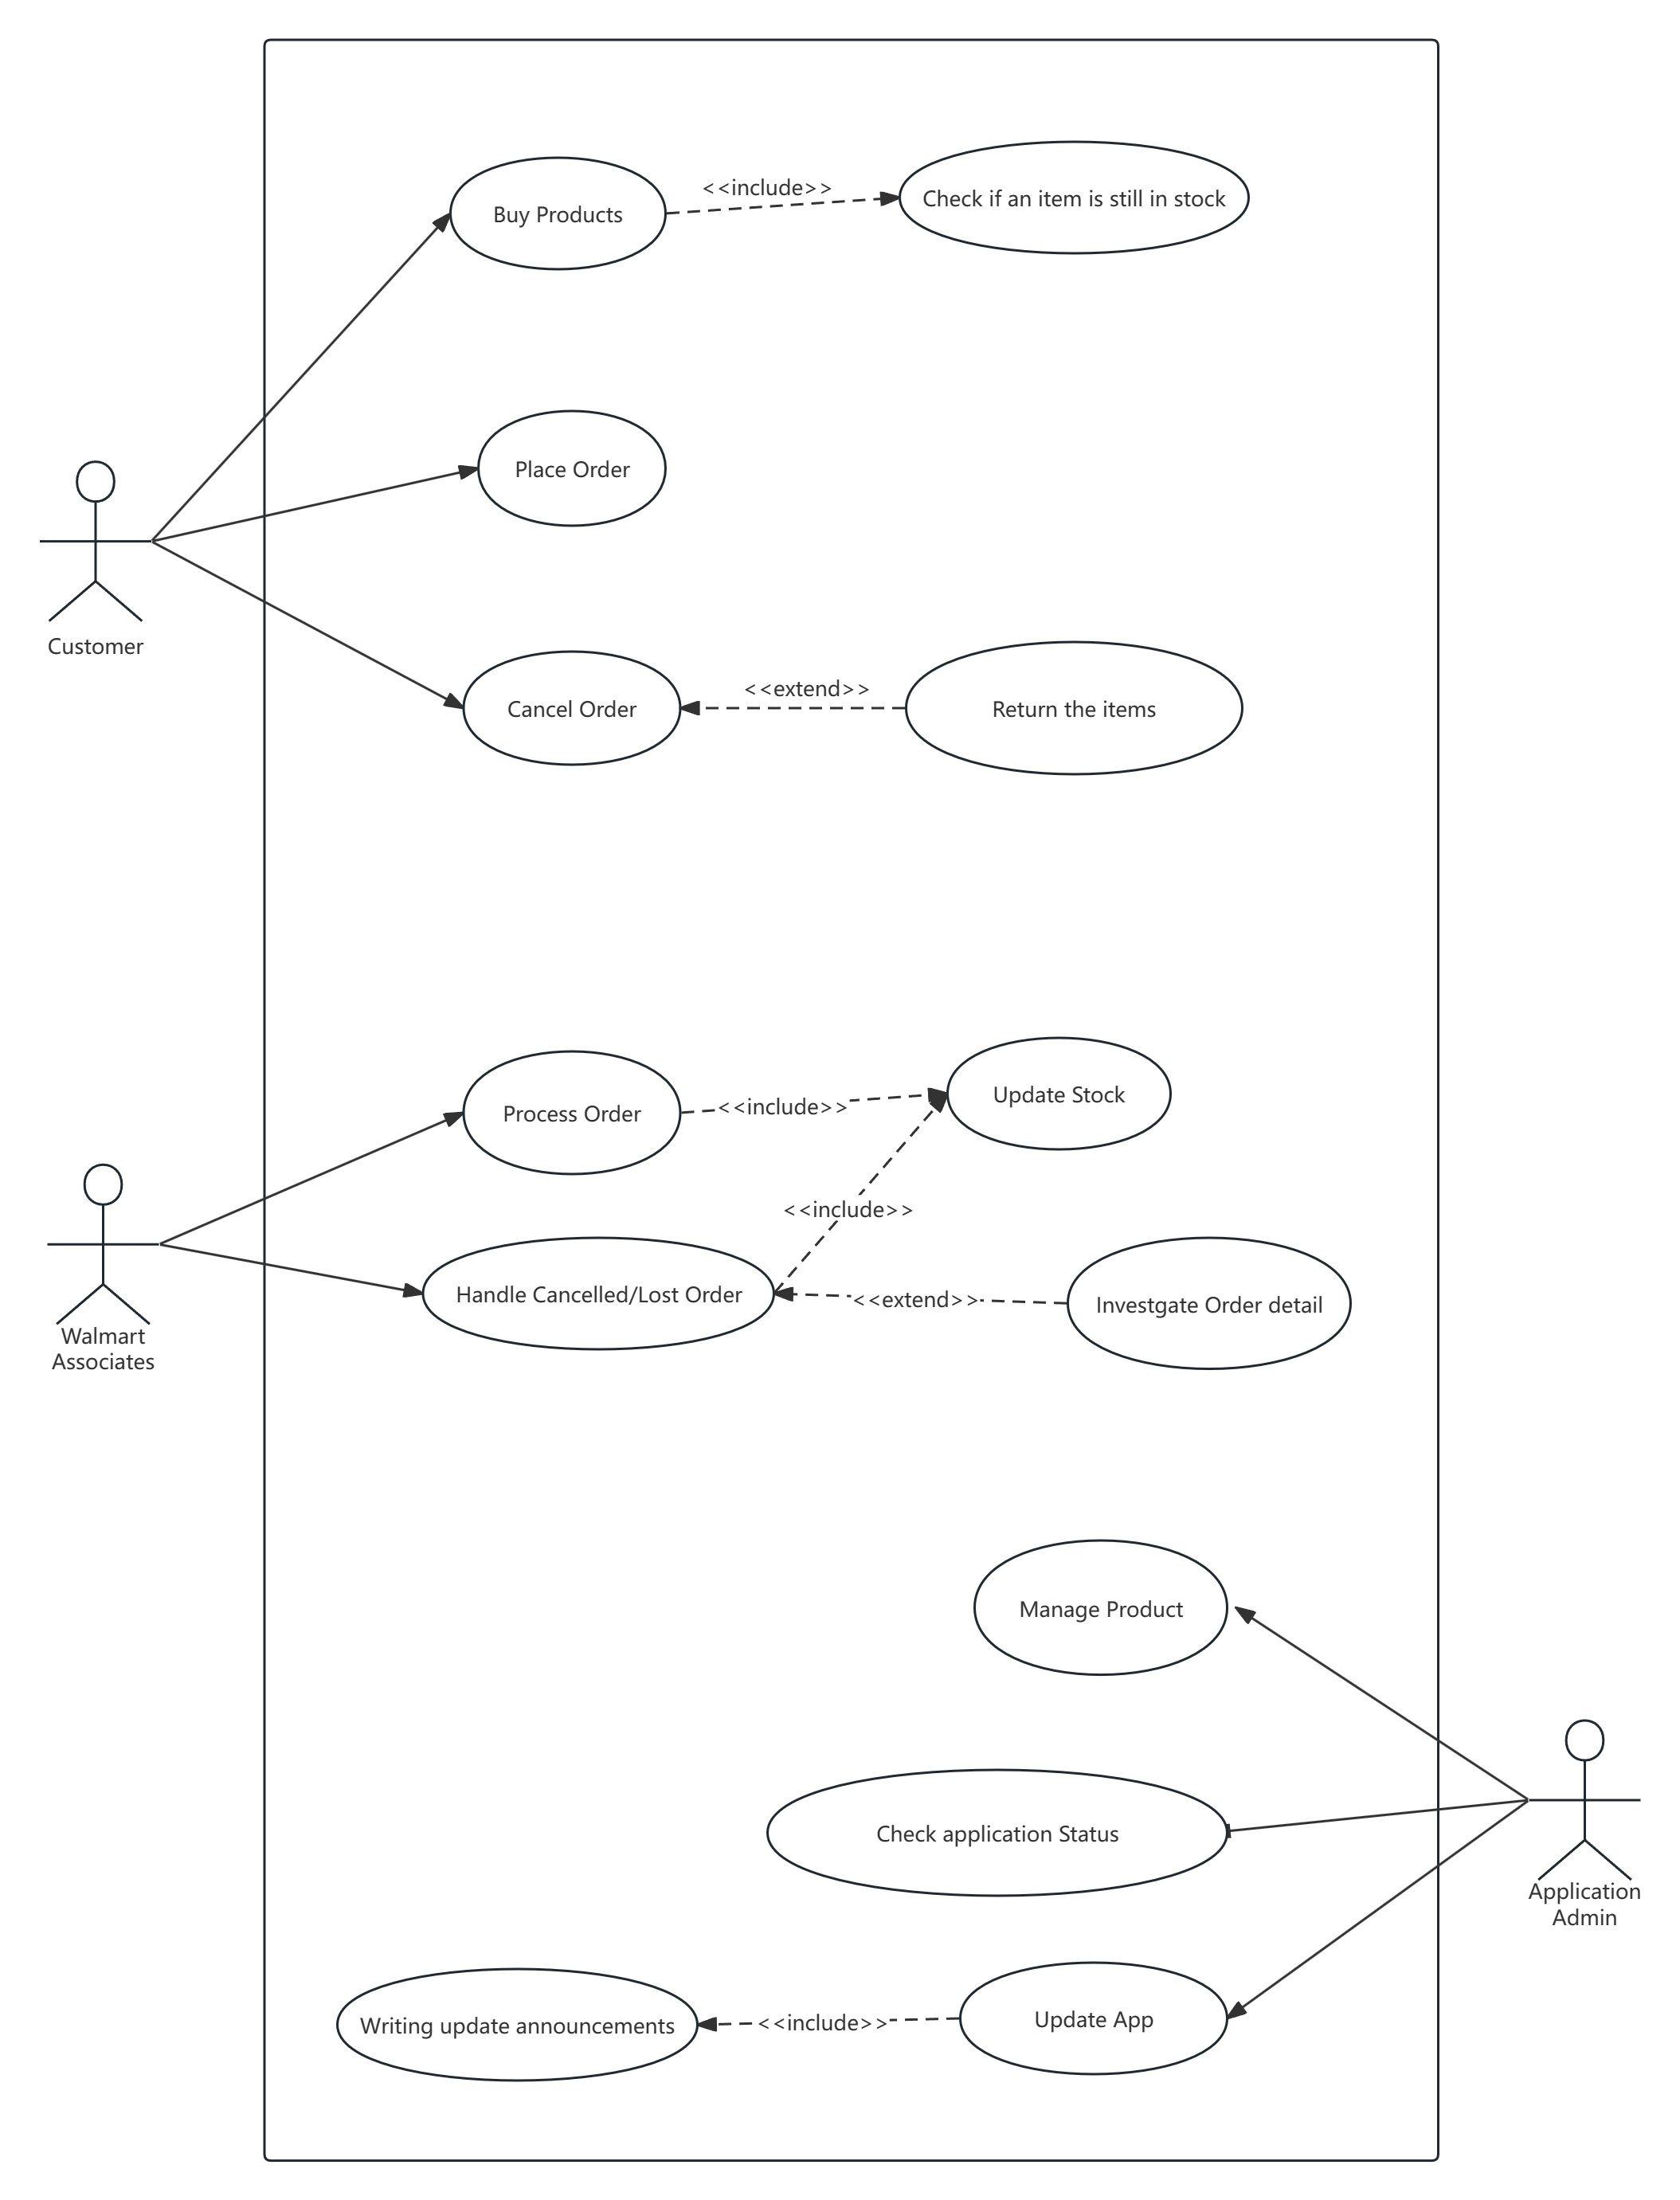 <<include>>
Buy Products
Check if an item is still in stock
Place Order
Customer
<<extend>>
Cancel Order
Return the items
Process Order
<<include>>
Update Stock
<<include>>
Handle Cancelled/Lost Order
<<extend>>
Investgate Order detail
Walmart
Associates
Manage Product
Check application Status
Application
Admin
Writing update announcements
<<include>>
Update App